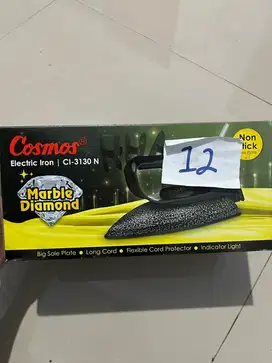 Cosmos
Electric Iron | CI-3130 N
Marble
Diamond
Non
12
Big Sole Plate • Long Cord • Flexible Cord Protector • Indicator Light